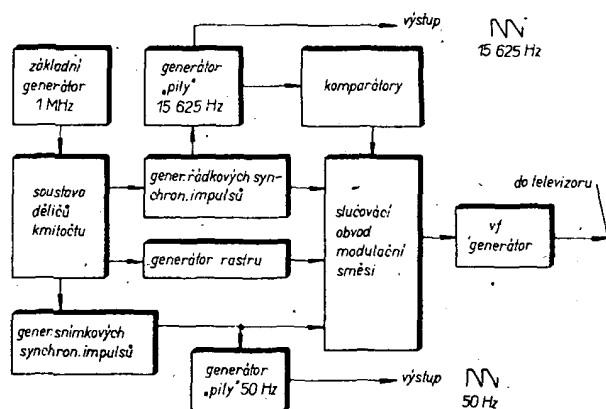 základní
generátor
1 MHz
generátor
„pily"
15 625 Hz
komparátory
výstup
15 625 Hz
soustava
děličů
kmitočtu
gener. řádkových syn-
chron. impulsů
generátor rastru
slučovací
obvod
modulační
směsi
vf
generátor
do televizoru
gener. snímkových
synchron. impulsů
generátor
„pily" 50 Hz
výstup
50 Hz